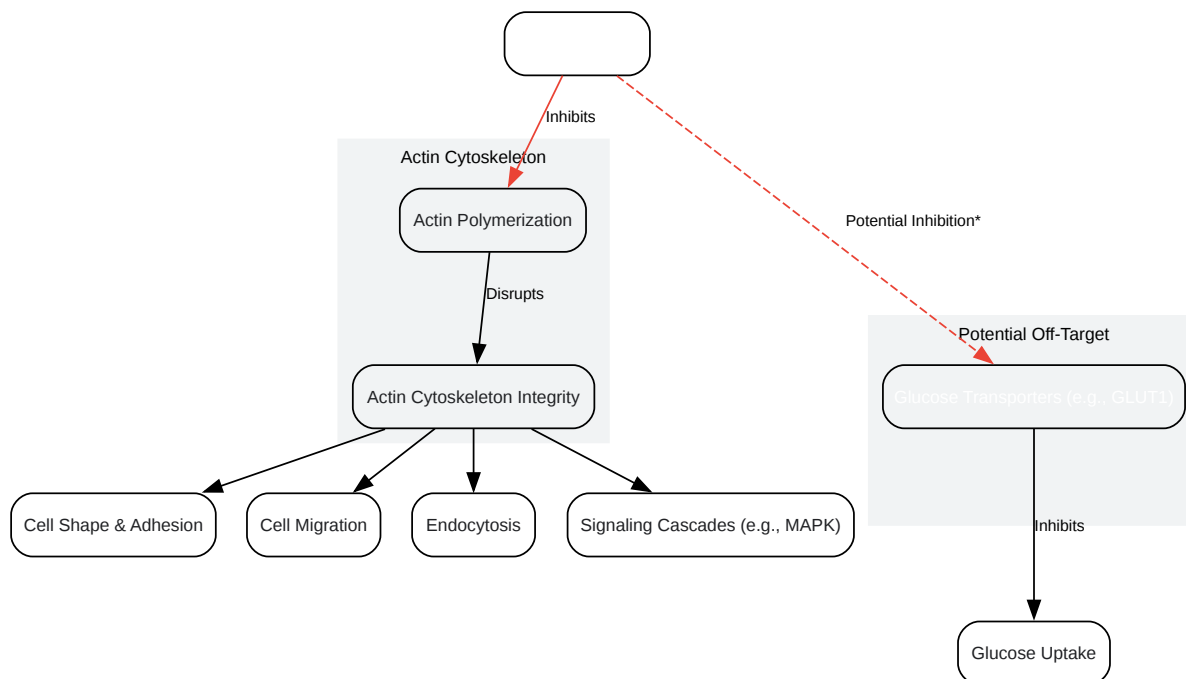 Inhibits
Actin Cytoskeleton
Actin Polymerization
Potential Inhibition*
Disrupts
Potential Off-Target
Actin Cytoskeleton Integrity
Glucose Transporters (e.g., GLUT1)
Cell Shape & Adhesion
Cell Migration
Endocytosis
Signaling Cascades (e.g., MAPK)
Inhibits
Glucose Uptake